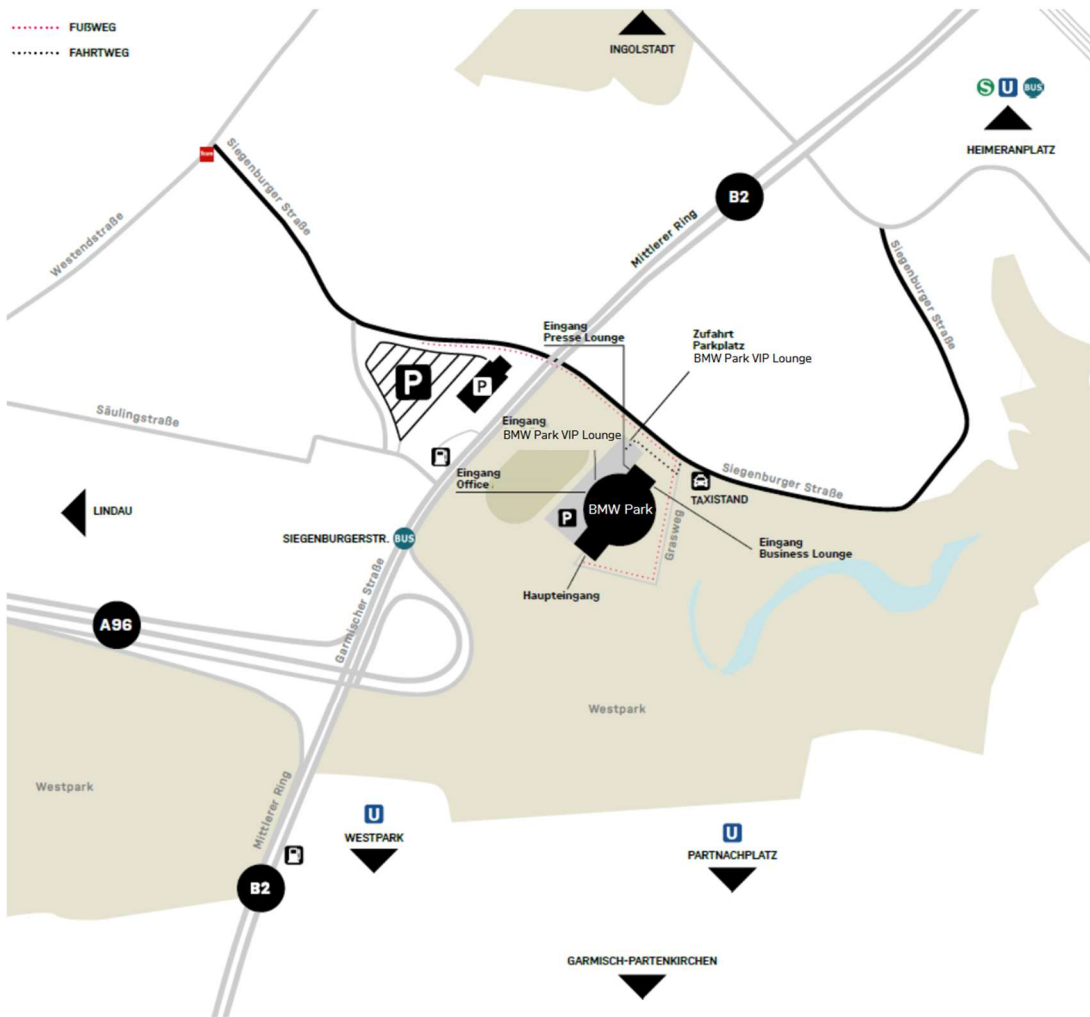 FUßWEG
FAHRTWEG
INGOLSTADT
S U BUS
HEIMERANPLATZ
B2
Siegenburger Straße
Westendstraße
Mittlerer Ring
Siegenburger Straße
Eingang
Presse Lounge
Zufahrt
Parkplatz
BMW Park VIP Lounge
P
P
Säulingstraße
Eingang
BMW Park VIP Lounge
Eingang
Office
Siegenburger Straße
TAXISTAND
LINDAU
BMW Park
P
Grasweg
SIEGENBURGERSTR. BUS
Eingang
Business Lounge
Haupteingang
Garmischer Straße
A96
Westpark
Westpark
Mittlerer Ring
U
WESTPARK
U
PARTNACHPLATZ
B2
GARMISCH-PARTENKIRCHEN